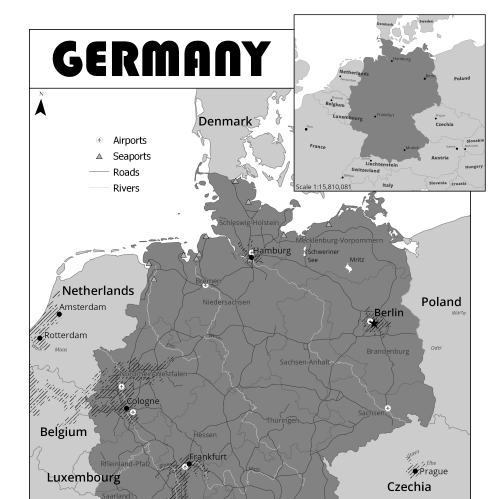 GERMANY
N
Airports
Seaports
Roads
Rivers
Denmark
Sweden
Netherlands
Belgium
Luxembourg
France
Poland
Czechia
Slovakia
Austria
Hungary
Liechtenstein
Switzerland
Italy
Slovenia
Croatia
Hamburg
Frankfurt
Scale 1:15,810,081
Denmark
Schleswig-Holstein
Mecklenburg-Vorpommern
Hamburg
Schweriner
See
Müritz
Bremen
Niedersachsen
Netherlands
Amsterdam
Rotterdam
Maas
Berlin
Poland
Warta
Oder
Brandenburg
Sachsen-Anhalt
Sachsen
Cologne
Belgium
Thüringen
Hessen
Rheinland-Pfalz
Frankfurt
Luxembourg
Saarland
Elbe
Prague
Czechia